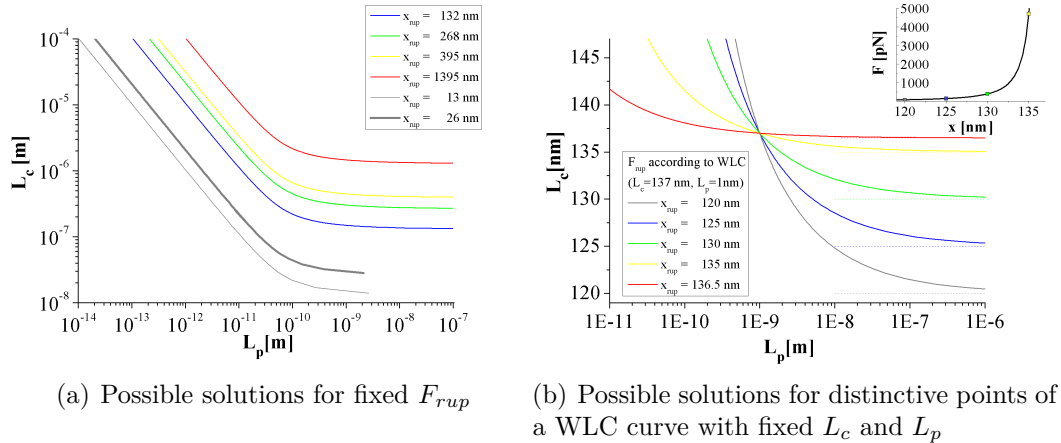 (c)
10⁻⁴
10⁻⁵
10⁻⁶
10⁻⁷
10⁻⁸
L_c [m]
x_rup = 132 nm
x_rup = 268 nm
x_rup = 395 nm
x_rup = 1395 nm
x_rup = 13 nm
x_rup = 26 nm
10⁻¹⁴ 10⁻¹³ 10⁻¹² 10⁻¹¹ 10⁻¹⁰ 10⁻⁹ 10⁻⁸ 10⁻⁷
L_p[m]
(a) Possible solutions for fixed F_rup
b)
145
140
135
130
125
120
L_c[nm]
5000
4000
3000
2000
1000
F [pN]
120 125 130 135
x [nm]
F_rup according to WLC
(L_c=137 nm, L_p=1nm)
x_rup = 120 nm
x_rup = 125 nm
x_rup = 130 nm
x_rup = 135 nm
x_rup = 136.5 nm
1E-11 1E-10 1E-9 1E-8 1E-7 1E-6
L_p[m]
(b) Possible solutions for distinctive points of
a WLC curve with fixed L_c and L_p